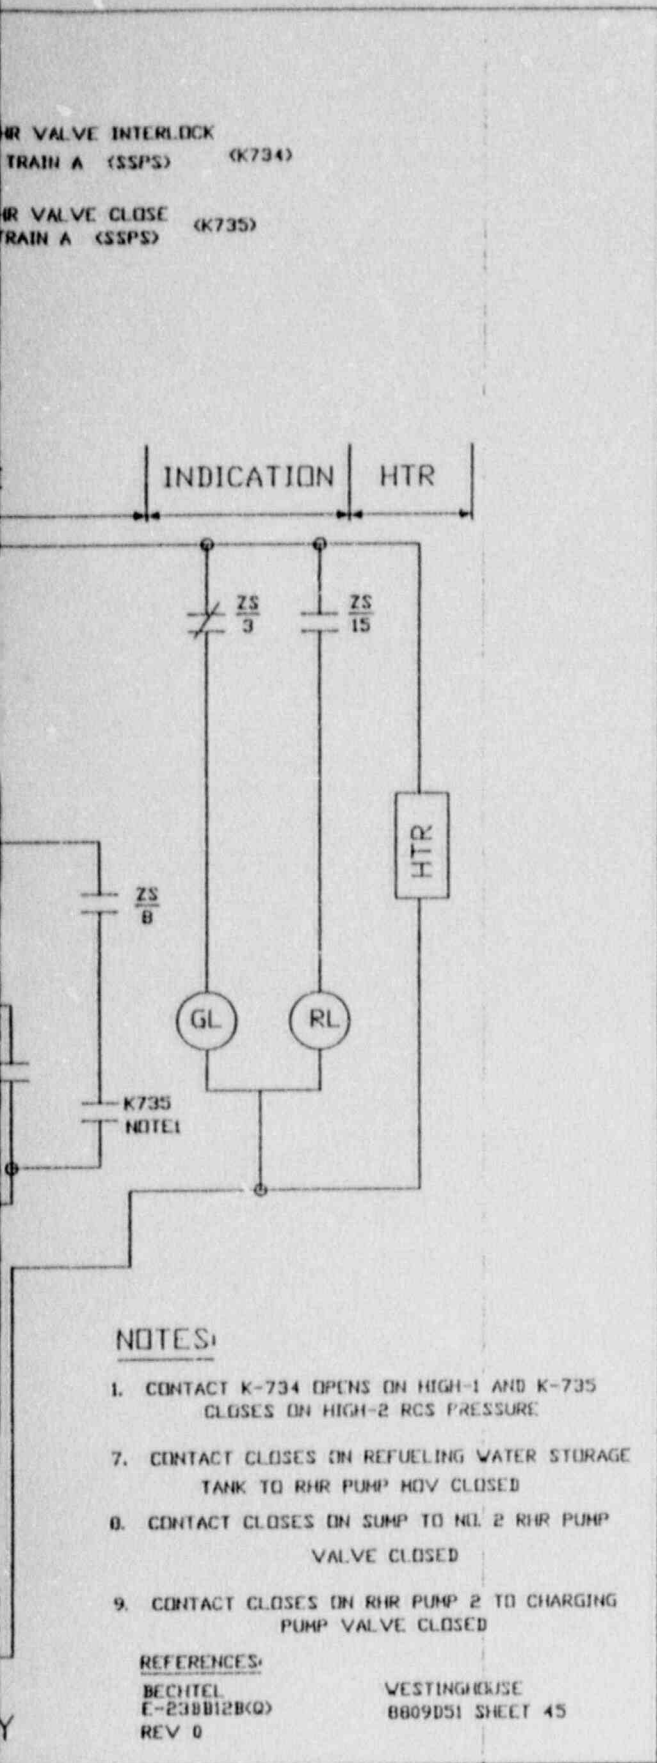 HR VALVE INTERLOCK
TRAIN A (SSPS) (K734)
HR VALVE CLOSE
TRAIN A (SSPS) (K735)
INDICATION HTR
ZS
3
ZS
15
HTR
ZS
8
GL RL
K735
NOTE1
NOTES:
1. CONTACT K-734 OPENS ON HIGH-1 AND K-735
CLOSES ON HIGH-2 RCS PRESSURE
7. CONTACT CLOSES ON REFUELING WATER STORAGE
TANK TO RHR PUMP MOV CLOSED
8. CONTACT CLOSES ON SUMP TO NO. 2 RHR PUMP
VALVE CLOSED
9. CONTACT CLOSES ON RHR PUMP 2 TO CHARGING
PUMP VALVE CLOSED
REFERENCES:
BECHTEL WESTINGHOUSE
E-23BB12B(Q) 8809D51 SHEET 45
REV 0
Y